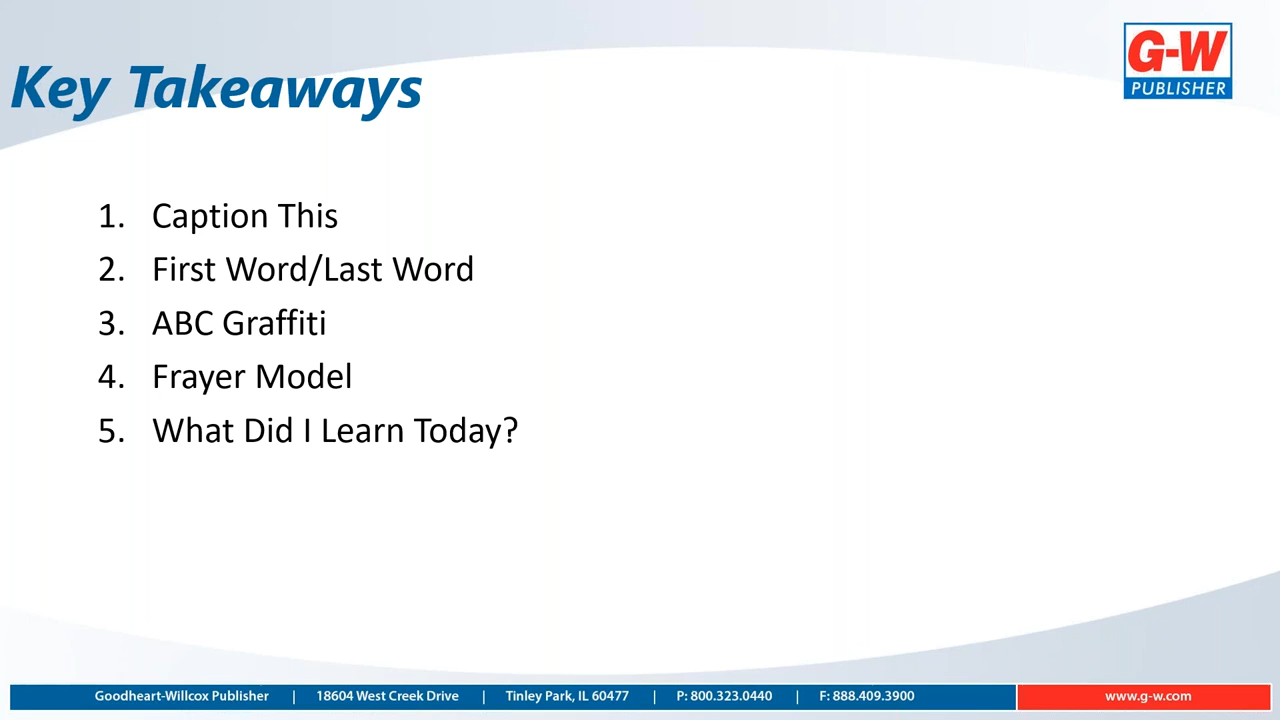 Key Takeaways
G-W
PUBLISHER
1. Caption This
2. First Word/Last Word
3. ABC Graffiti
4. Frayer Model
5. What Did I Learn Today?
Goodheart-Willcox Publisher | 18604 West Creek Drive | Tinley Park, IL 60477 | P: 800.323.0440 | F: 888.409.3900 www.g-w.com